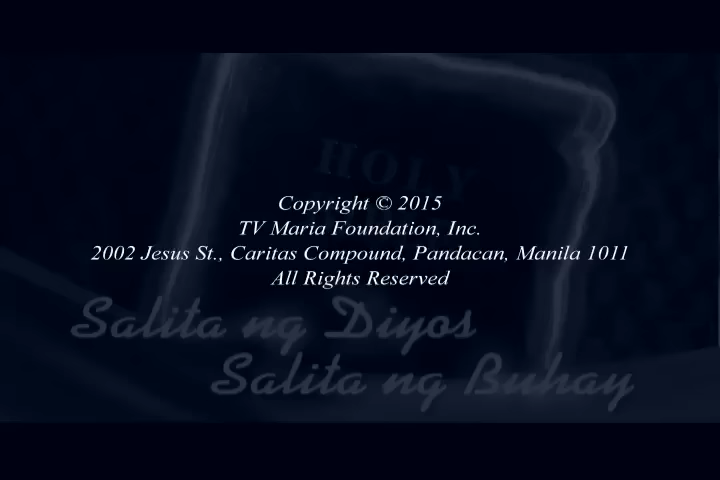 HOLY
Copyright © 2015
TV Maria Foundation, Inc.
2002 Jesus St., Caritas Compound, Pandacan, Manila 1011
All Rights Reserved
Salita ng Diyos
Salita ng Buhay